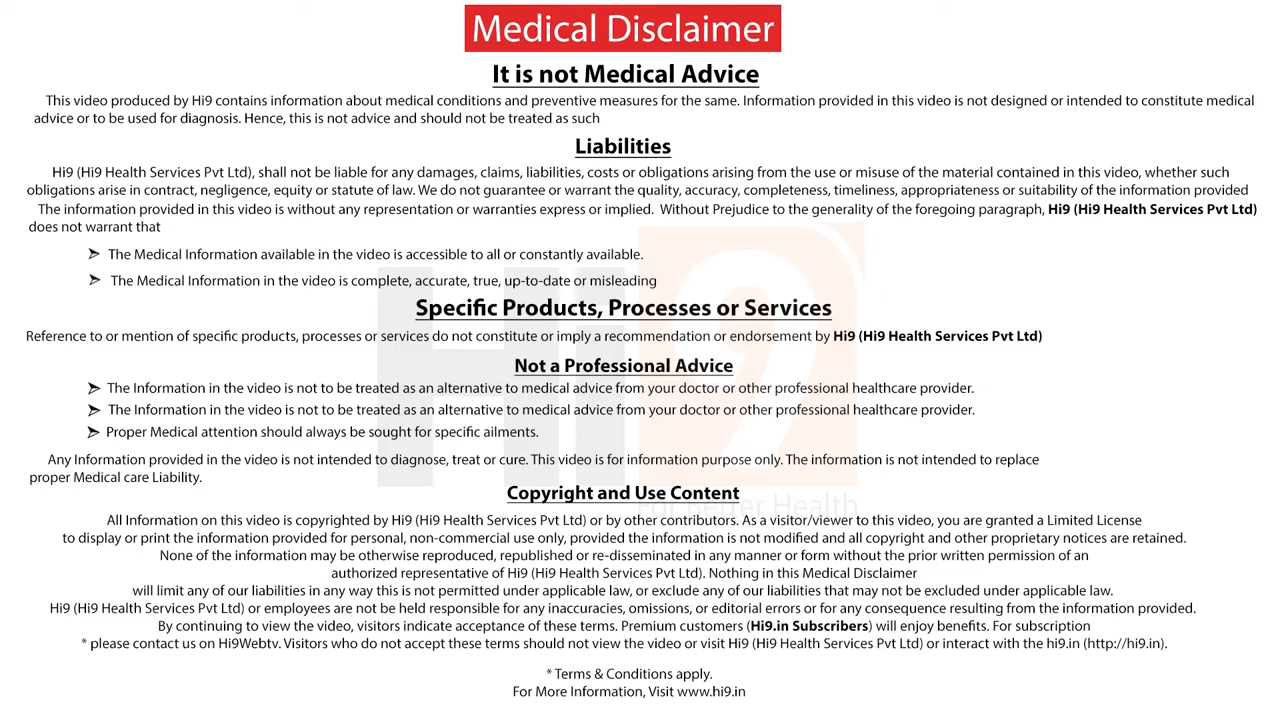 Medical Disclaimer
It is not Medical Advice
This video produced by Hi9 contains information about medical conditions and preventive measures for the same. Information provided in this video is not designed or intended to constitute medical
advice or to be used for diagnosis. Hence, this is not advice and should not be treated as such
Liabilities
Hi9 (Hi9 Health Services Pvt Ltd), shall not be liable for any damages, claims, liabilities, costs or obligations arising from the use or misuse of the material contained in this video, whether such
obligations arise in contract, negligence, equity or statute of law. We do not guarantee or warrant the quality, accuracy, completeness, timeliness, appropriateness or suitability of the information provided
The information provided in this video is without any representation or warranties express or implied. Without Prejudice to the generality of the foregoing paragraph, Hi9 (Hi9 Health Services Pvt Ltd)
does not warrant that
➢ The Medical Information available in the video is accessible to all or constantly available.
➢ The Medical Information in the video is complete, accurate, true, up-to-date or misleading
Specific Products, Processes or Services
Reference to or mention of specific products, processes or services do not constitute or imply a recommendation or endorsement by Hi9 (Hi9 Health Services Pvt Ltd)
Not a Professional Advice
➢ The Information in the video is not to be treated as an alternative to medical advice from your doctor or other professional healthcare provider.
➢ The Information in the video is not to be treated as an alternative to medical advice from your doctor or other professional healthcare provider.
➢ Proper Medical attention should always be sought for specific ailments.
Any Information provided in the video is not intended to diagnose, treat or cure. This video is for information purpose only. The information is not intended to replace
proper Medical care Liability.
Copyright and Use Content
Hi9
For Better Health
All Information on this video is copyrighted by Hi9 (Hi9 Health Services Pvt Ltd) or by other contributors. As a visitor/viewer to this video, you are granted a Limited License
to display or print the information provided for personal, non-commercial use only, provided the information is not modified and all copyright and other proprietary notices are retained.
None of the information may be otherwise reproduced, republished or re-disseminated in any manner or form without the prior written permission of an
authorized representative of Hi9 (Hi9 Health Services Pvt Ltd). Nothing in this Medical Disclaimer
will limit any of our liabilities in any way this is not permitted under applicable law, or exclude any of our liabilities that may not be excluded under applicable law.
Hi9 (Hi9 Health Services Pvt Ltd) or employees are not be held responsible for any inaccuracies, omissions, or editorial errors or for any consequence resulting from the information provided.
By continuing to view the video, visitors indicate acceptance of these terms. Premium customers (Hi9.in Subscribers) will enjoy benefits. For subscription
* please contact us on Hi9Webtv. Visitors who do not accept these terms should not view the video or visit Hi9 (Hi9 Health Services Pvt Ltd) or interact with the hi9.in (http://hi9.in).
* Terms & Conditions apply.
For More Information, Visit www.hi9.in